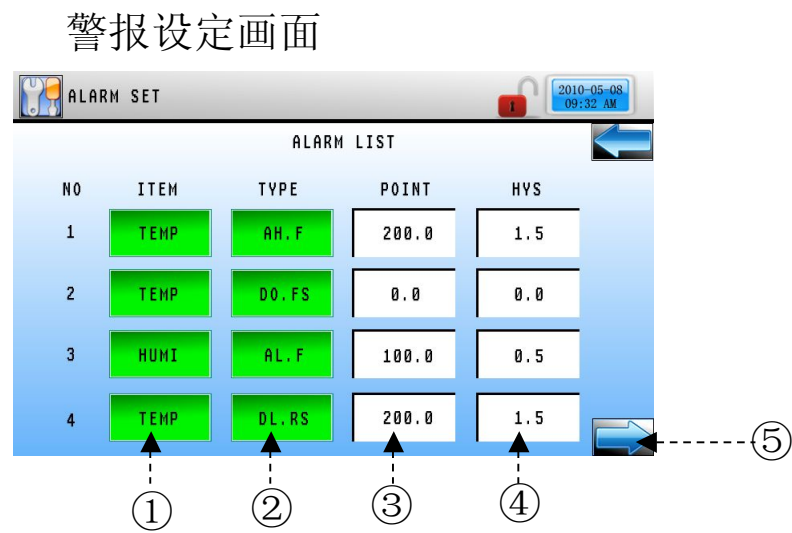 警报设定画面
ALARM SET
1
2010-05-08
09:32 AM
ALARM LIST
NO ITEM TYPE POINT HYS
1 TEMP AH.F 200.0 1.5
2 TEMP DO.FS 0.0 0.0
3 HUMI AL.F 100.0 0.5
4 TEMP DL.RS 200.0 1.5
⑤
① ② ③ ④